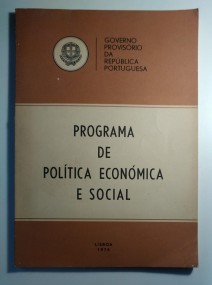 GOVERNO
PROVISÓRIO
DA
REPÚBLICA
PORTUGUESA
PROGRAMA
DE
POLÍTICA ECONÓMICA
E SOCIAL
LISBOA